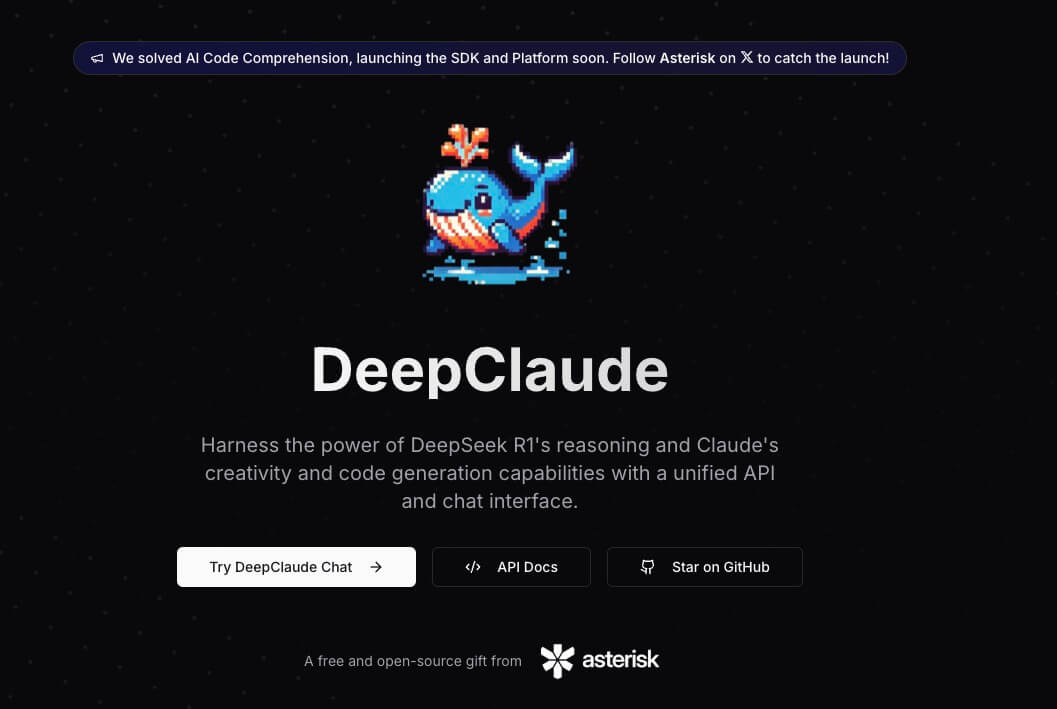 We solved AI Code Comprehension, launching the SDK and Platform soon. Follow Asterisk on 𝕏 to catch the launch!
DeepClaude
Harness the power of DeepSeek R1's reasoning and Claude's
creativity and code generation capabilities with a unified API
and chat interface.
Try DeepClaude Chat →
</> API Docs
Star on GitHub
A free and open-source gift from asterisk